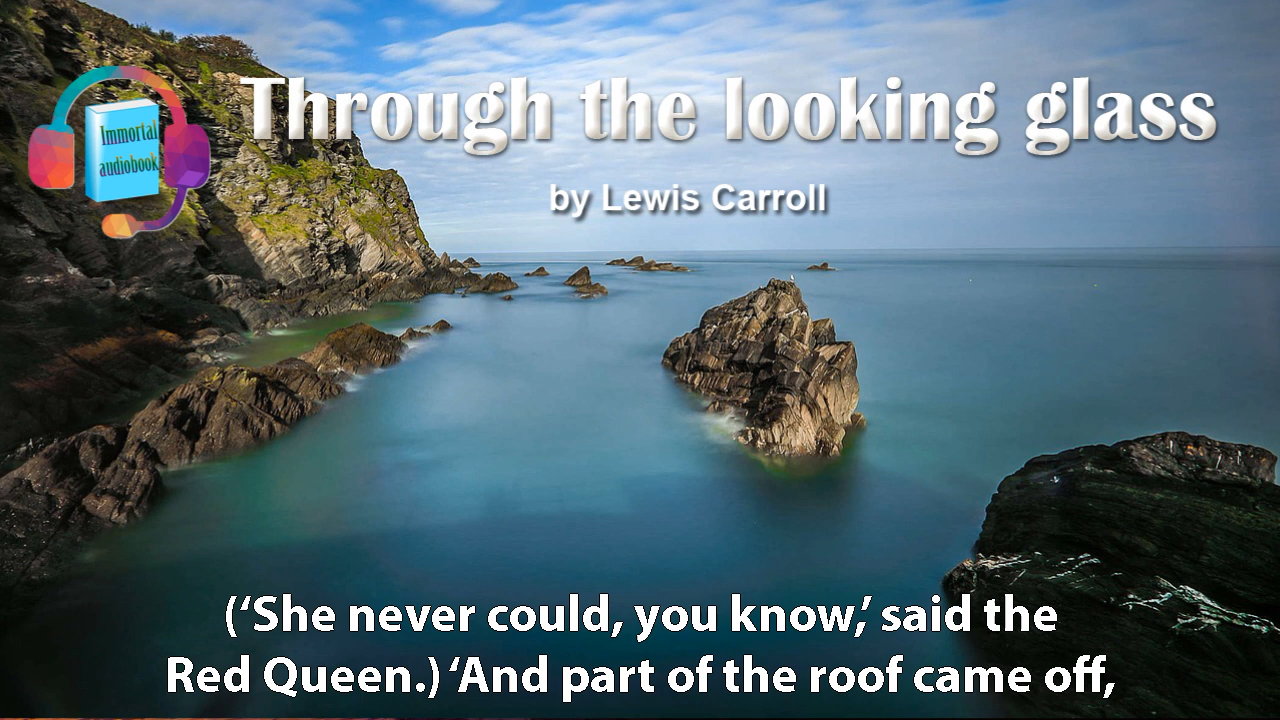 Through the looking glass
by Lewis Carroll
Immortal
audiobook
(‘She never could, you know,’ said the
Red Queen.) ‘And part of the roof came off,